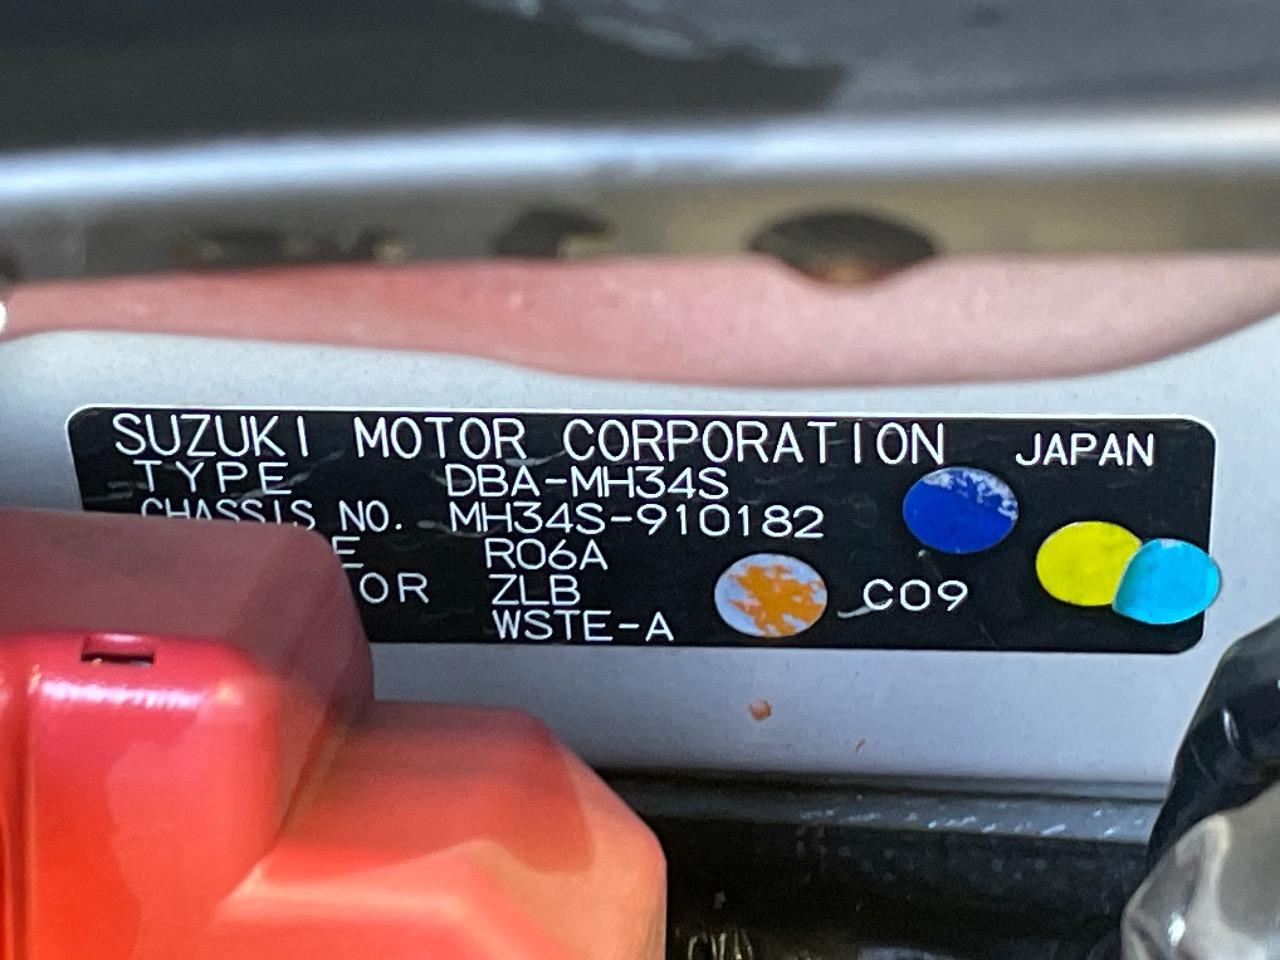 SUZUKI MOTOR CORPORATION JAPAN
TYPE DBA-MH34S
CHASSIS NO. MH34S-910182
E R06A
OR ZLB C09
WSTE-A